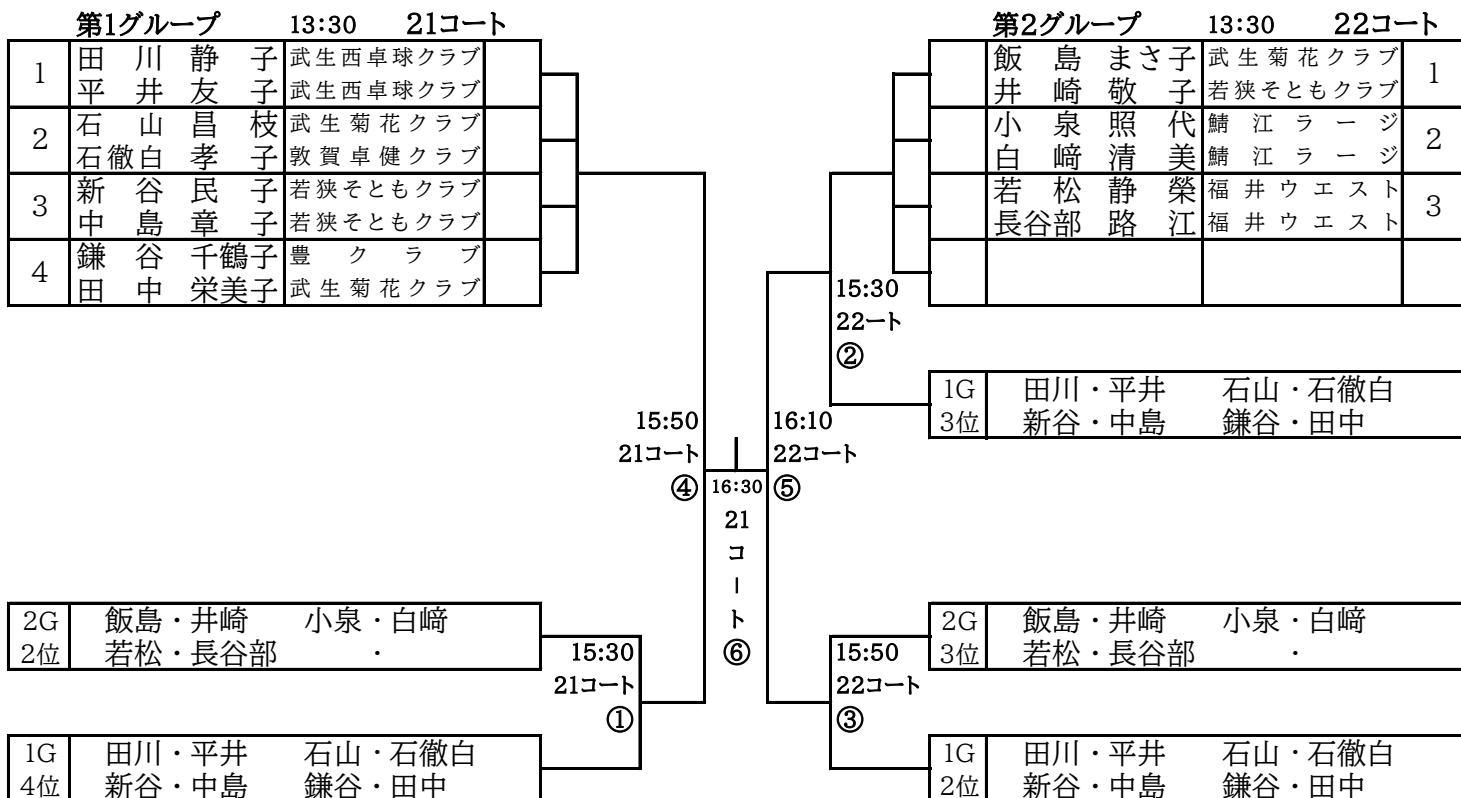 第1グループ 13:30 21コート
1 田川静子 武生西卓球クラブ
平井友子 武生西卓球クラブ
2 石山昌枝 武生菊花クラブ
石徹白孝子 敦賀卓健クラブ
3 新谷民子 若狭そともクラブ
中島章子 若狭そともクラブ
4 鎌谷千鶴子 豊クラブ
田中栄美子 武生菊花クラブ
第2グループ 13:30 22コート
飯島まさ子 武生菊花クラブ 1
井崎敬子 若狭そともクラブ
小泉照代 鯖江ラージ 2
白﨑清美 鯖江ラージ
若松静榮 福井ウエスト 3
長谷部路江 福井ウエスト
15:30
22ート
②
1G 田川・平井 石山・石徹白
3位 新谷・中島 鎌谷・田中
15:50
21コート
④
16:10
22コート
⑤
16:30
21
コート
⑥
2G 飯島・井崎 小泉・白﨑
2位 若松・長谷部 ・
15:30
21コート
①
1G 田川・平井 石山・石徹白
4位 新谷・中島 鎌谷・田中
2G 飯島・井崎 小泉・白﨑
3位 若松・長谷部 ・
15:50
22コート
③
1G 田川・平井 石山・石徹白
2位 新谷・中島 鎌谷・田中